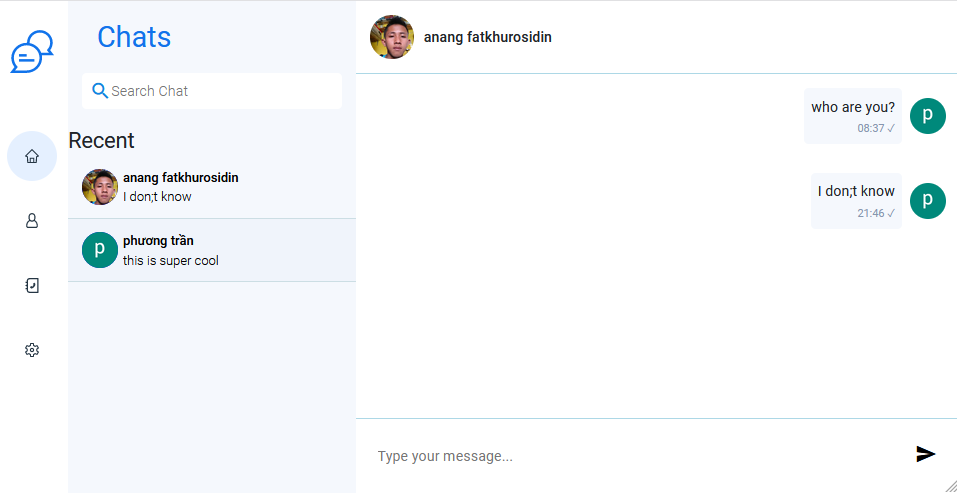 Chats
Search Chat
Recent
anang fatkhurosidin
I don;t know
p
phương trần
this is super cool
anang fatkhurosidin
who are you?
08:37 ✓
p
I don;t know
21:46 ✓
p
Type your message...